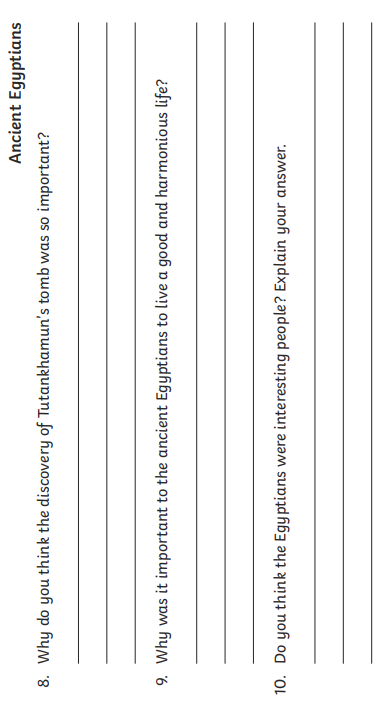 Ancient Egyptians
8. Why do you think the discovery of Tutankhamun's tomb was so important?
9. Why was it important to the ancient Egyptians to live a good and harmonious life?
10. Do you think the Egyptians were interesting people? Explain your answer.